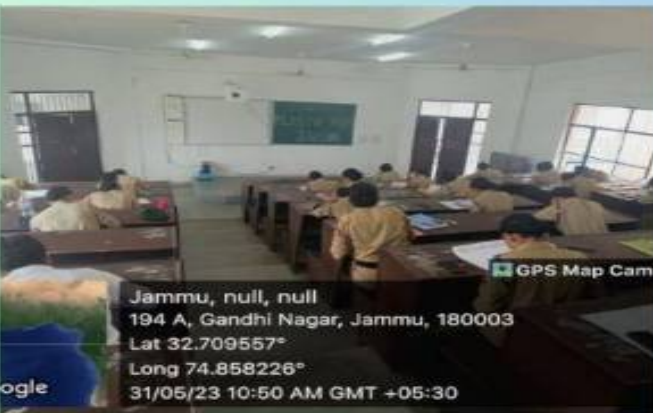 GPS Map Cam
Jammu, null, null
194 A, Gandhi Nagar, Jammu, 180003
Lat 32.709557°
Long 74.858226°
31/05/23 10:50 AM GMT +05:30
ogle